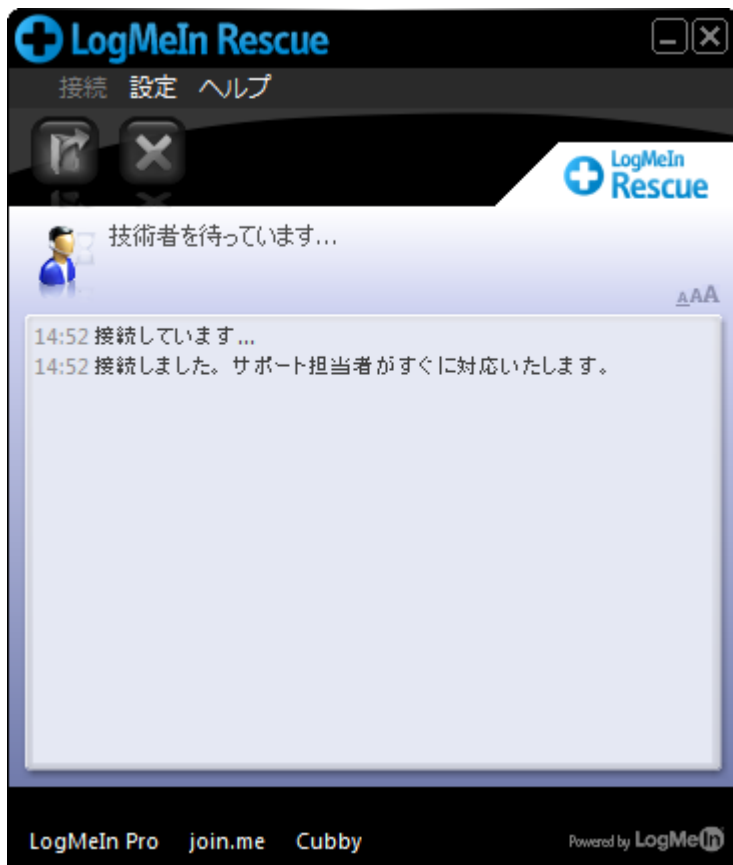 LogMeIn Rescue
接続 設定 ヘルプ
LogMeIn
Rescue
技術者を待っています...
AAA
14:52 接続しています...
14:52 接続しました。サポート担当者がすぐに対応いたします。
LogMeIn Pro join.me Cubby
Powered by LogMeIn